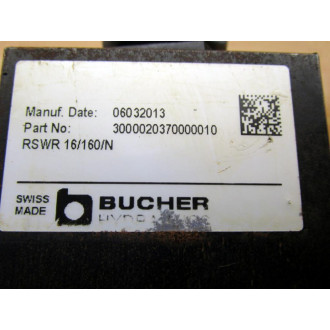 Manuf. Date: 06032013
Part No: 3000020370000010
RSWR 16/160/N
SWISS MADE
BUCHER